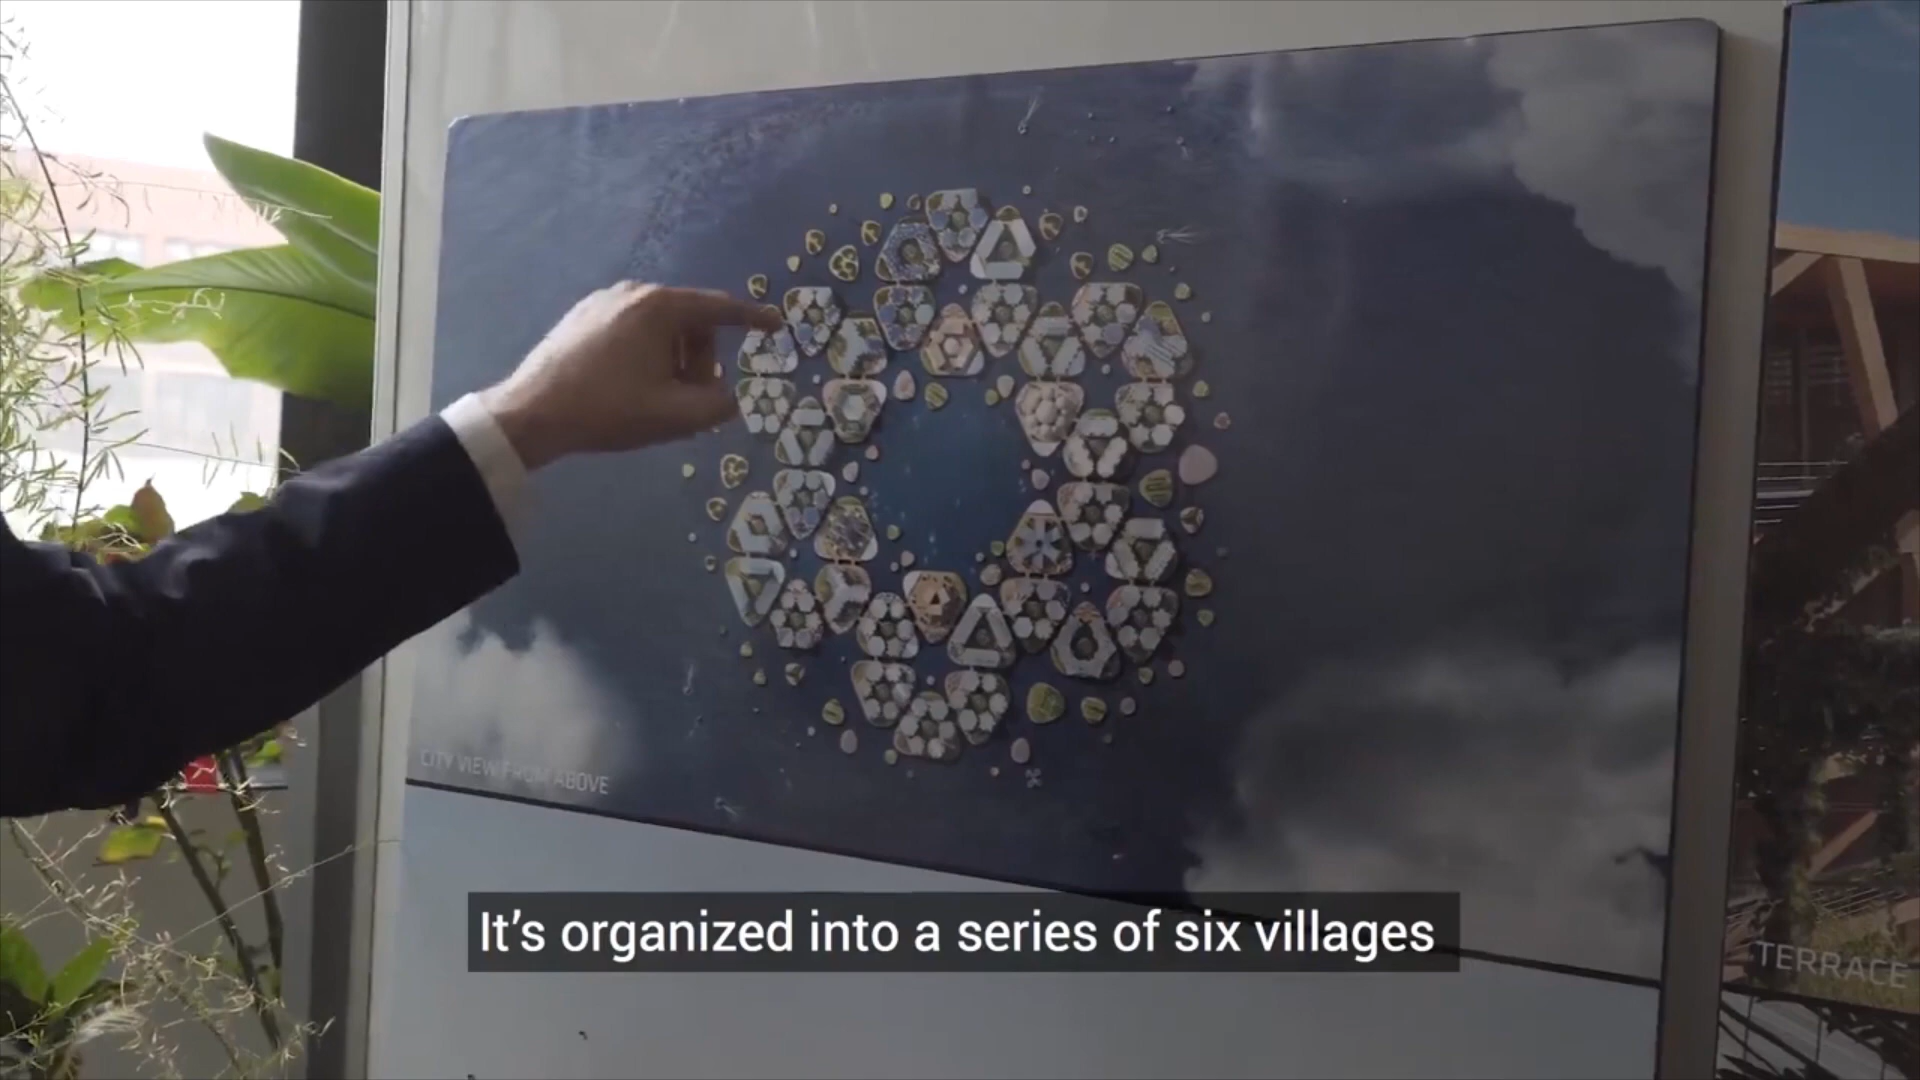 CITY VIEW FROM ABOVE
It's organized into a series of six villages
TERRACE